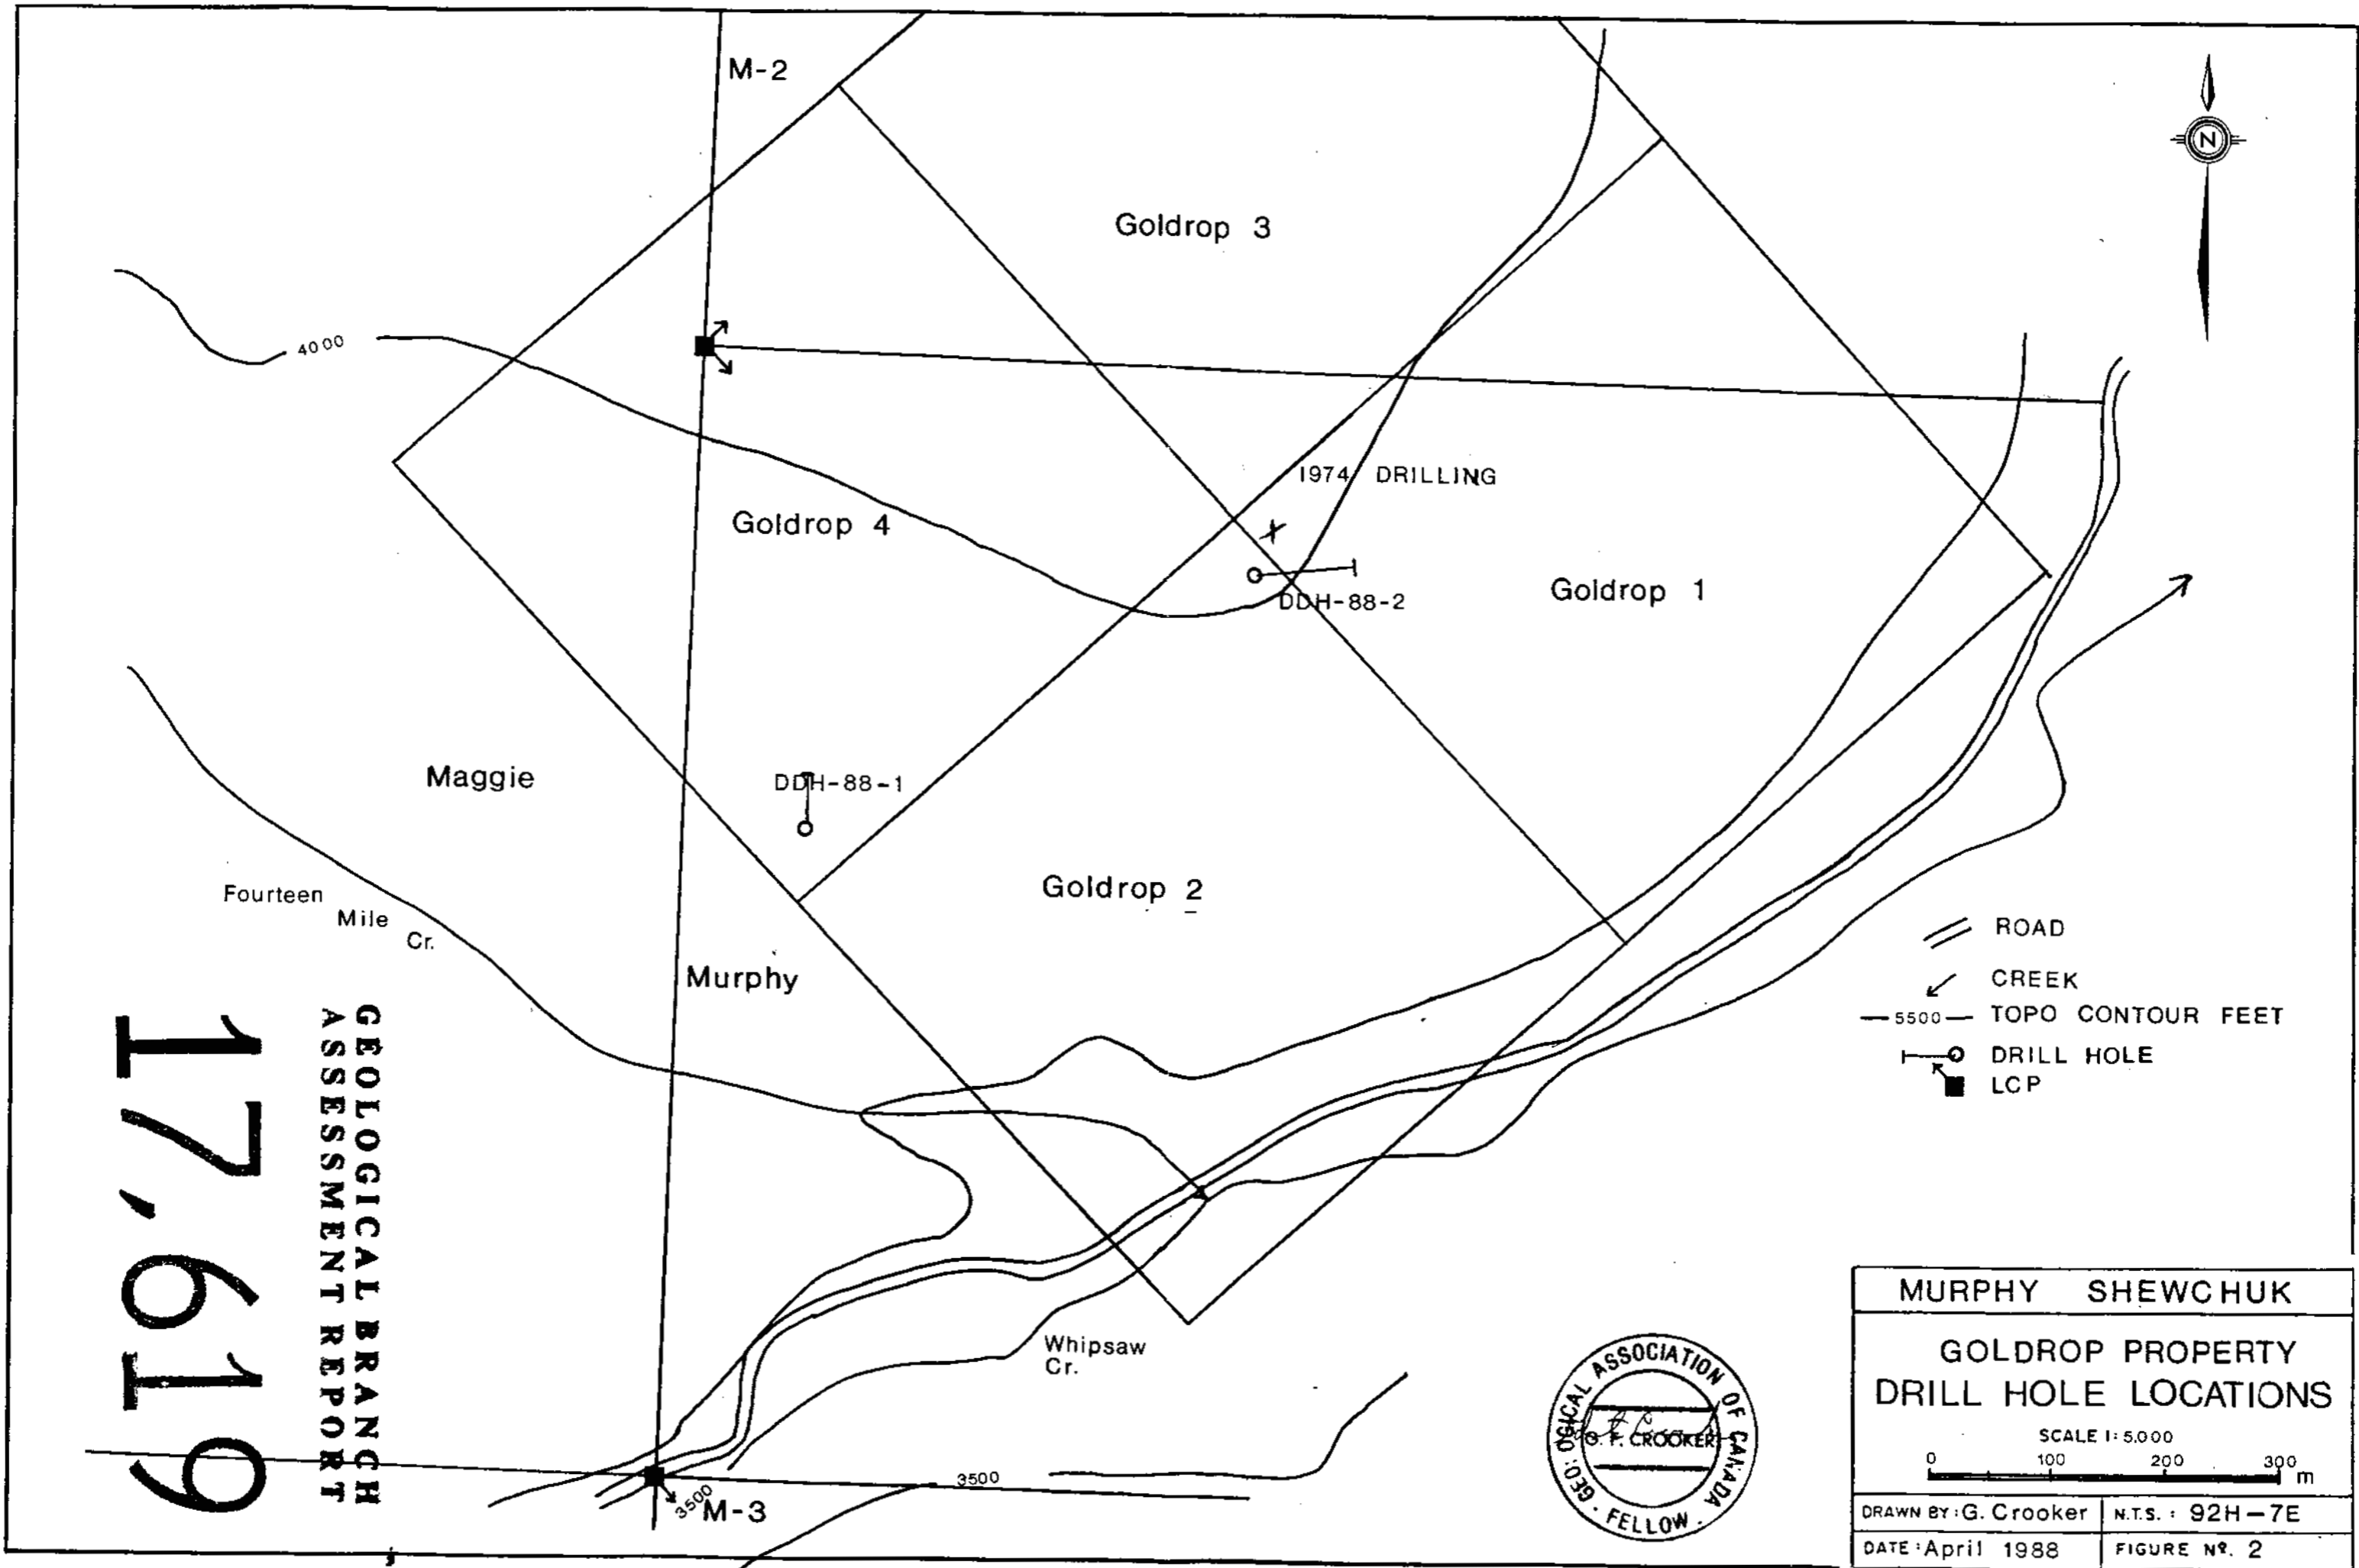 M-2
Goldrop 3
4000
1974 DRILLING
Goldrop 4
DDH-88-2
Goldrop 1
Maggie
DDH-88-1
Goldrop 2
Fourteen
Mile
Cr.
Murphy
ROAD
CREEK
5500 TOPO CONTOUR FEET
DRILL HOLE
LCP
Whipsaw
Cr.
3500
3500
M-3
N
GEOLOGICAL BRANCH
ASSESSMENT REPORT
17,619
GEOLOGICAL ASSOCIATION OF CANADA
G. F. CROOKER
· FELLOW ·
MURPHY SHEWCHUK
GOLDROP PROPERTY
DRILL HOLE LOCATIONS
SCALE 1:5.000
0 100 200 300 m
DRAWN BY: G. Crooker N.T.S.: 92H-7E
DATE: April 1988 FIGURE Nº. 2